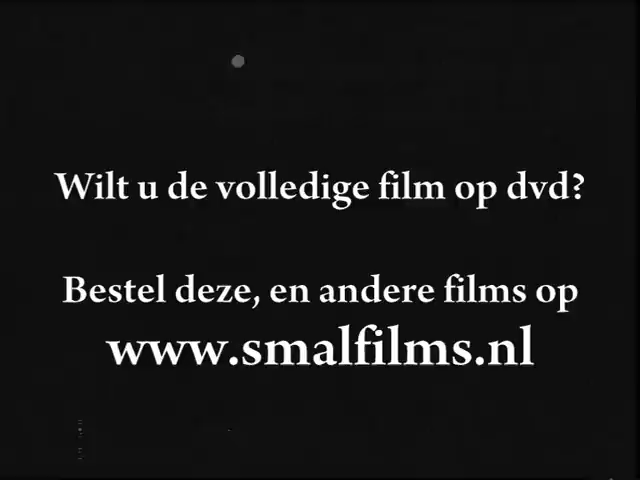 Wilt u de volledige film op dvd?
Bestel deze, en andere films op
www.smalfilms.nl